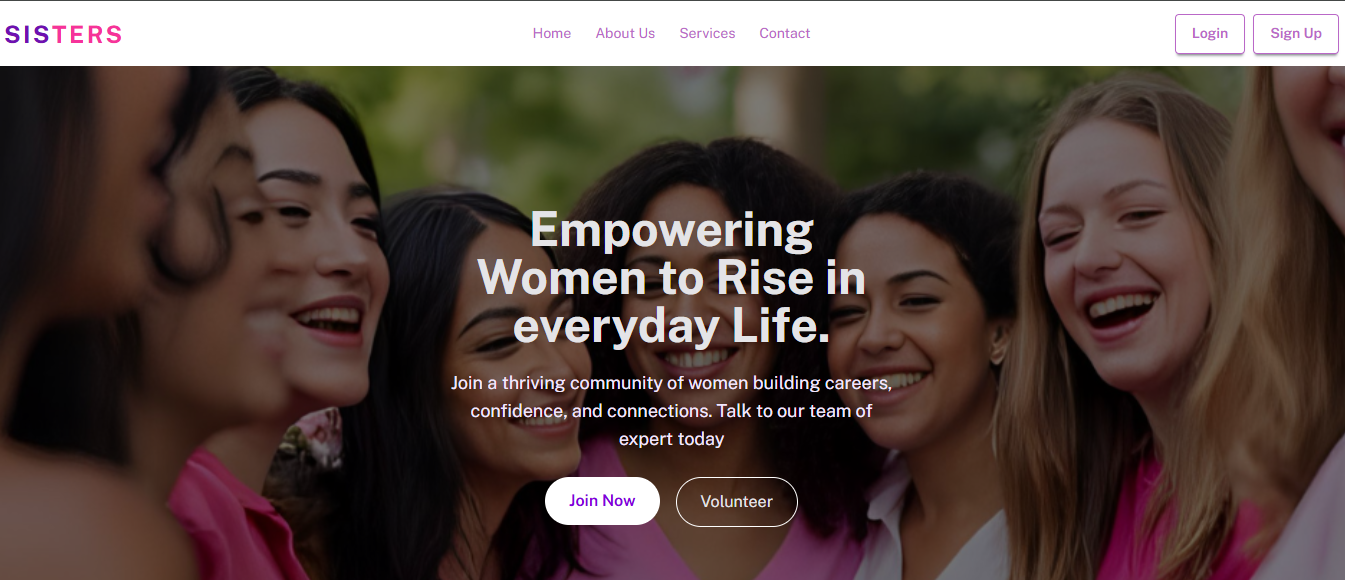 SISTERS
Home About Us Services Contact
Login Sign Up
Empowering
Women to Rise in
everyday Life.
Join a thriving community of women building careers,
confidence, and connections. Talk to our team of
expert today
Join Now Volunteer